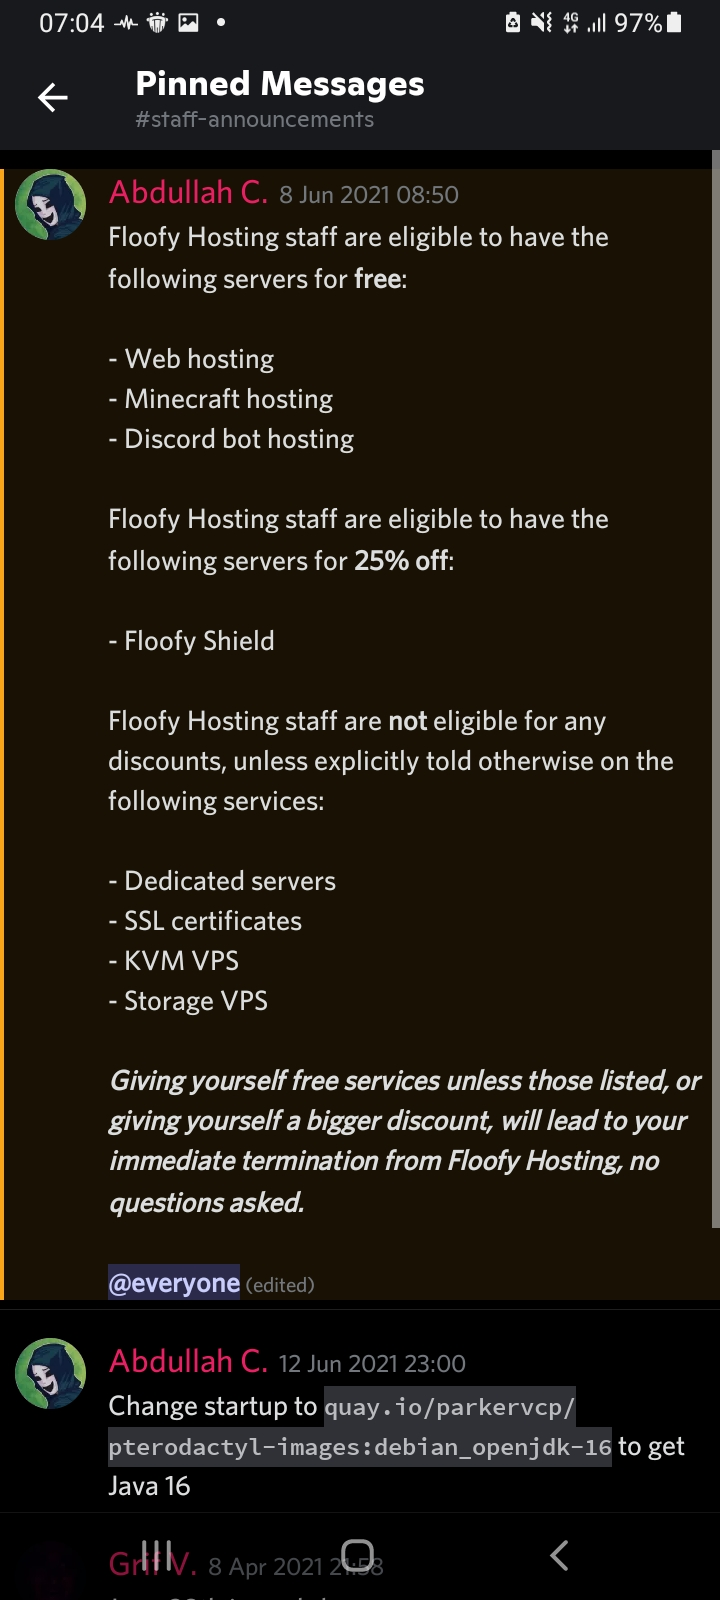 07:04
4G
97%
Pinned Messages
#staff-announcements
Abdullah C. 8 Jun 2021 08:50
Floofy Hosting staff are eligible to have the
following servers for free:
- Web hosting
- Minecraft hosting
- Discord bot hosting
Floofy Hosting staff are eligible to have the
following servers for 25% off:
- Floofy Shield
Floofy Hosting staff are not eligible for any
discounts, unless explicitly told otherwise on the
following services:
- Dedicated servers
- SSL certificates
- KVM VPS
- Storage VPS
Giving yourself free services unless those listed, or
giving yourself a bigger discount, will lead to your
immediate termination from Floofy Hosting, no
questions asked.
@everyone (edited)
Abdullah C. 12 Jun 2021 23:00
Change startup to quay.io/parkervcp/
pterodactyl-images:debian_openjdk-16 to get
Java 16
Grif V. 8 Apr 2021 21:58